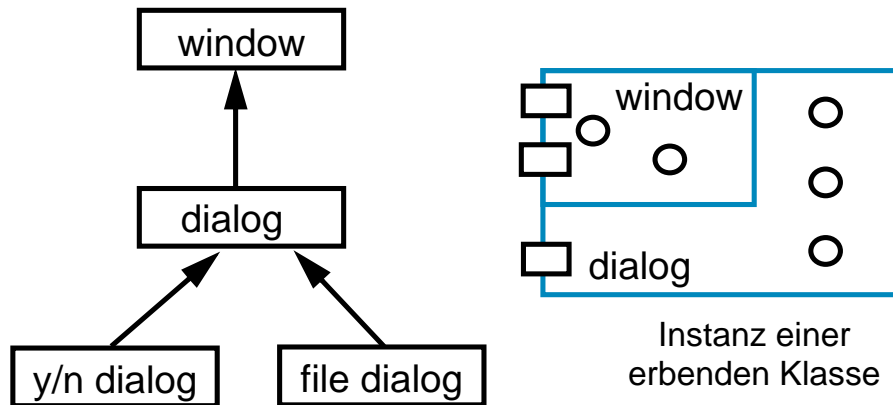 window
dialog
y/n dialog
file dialog
window
dialog
Instanz einer
erbenden Klasse